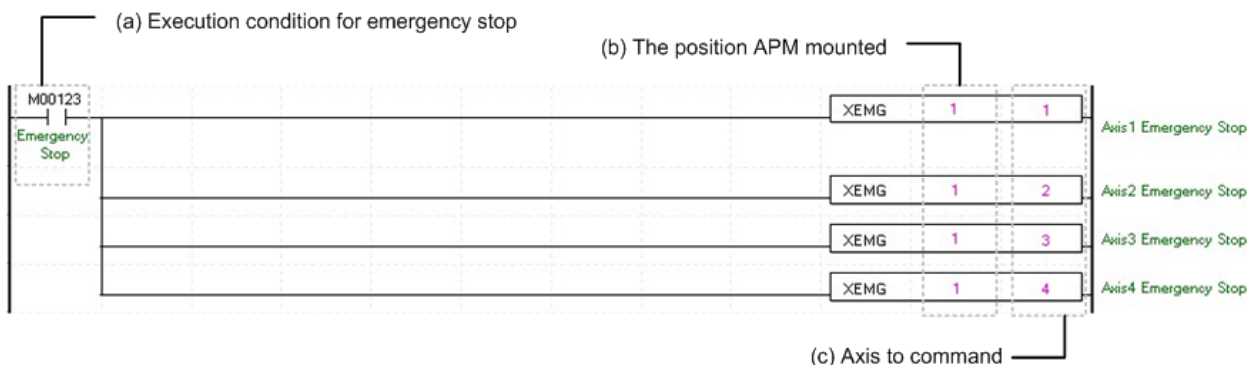 (a) Execution condition for emergency stop
(b) The position APM mounted
M00123
Emergency
Stop
XEMG 1 1
Axis1 Emergency Stop
XEMG 1 2
Axis2 Emergency Stop
XEMG 1 3
Axis3 Emergency Stop
XEMG 1 4
Axis4 Emergency Stop
(c) Axis to command